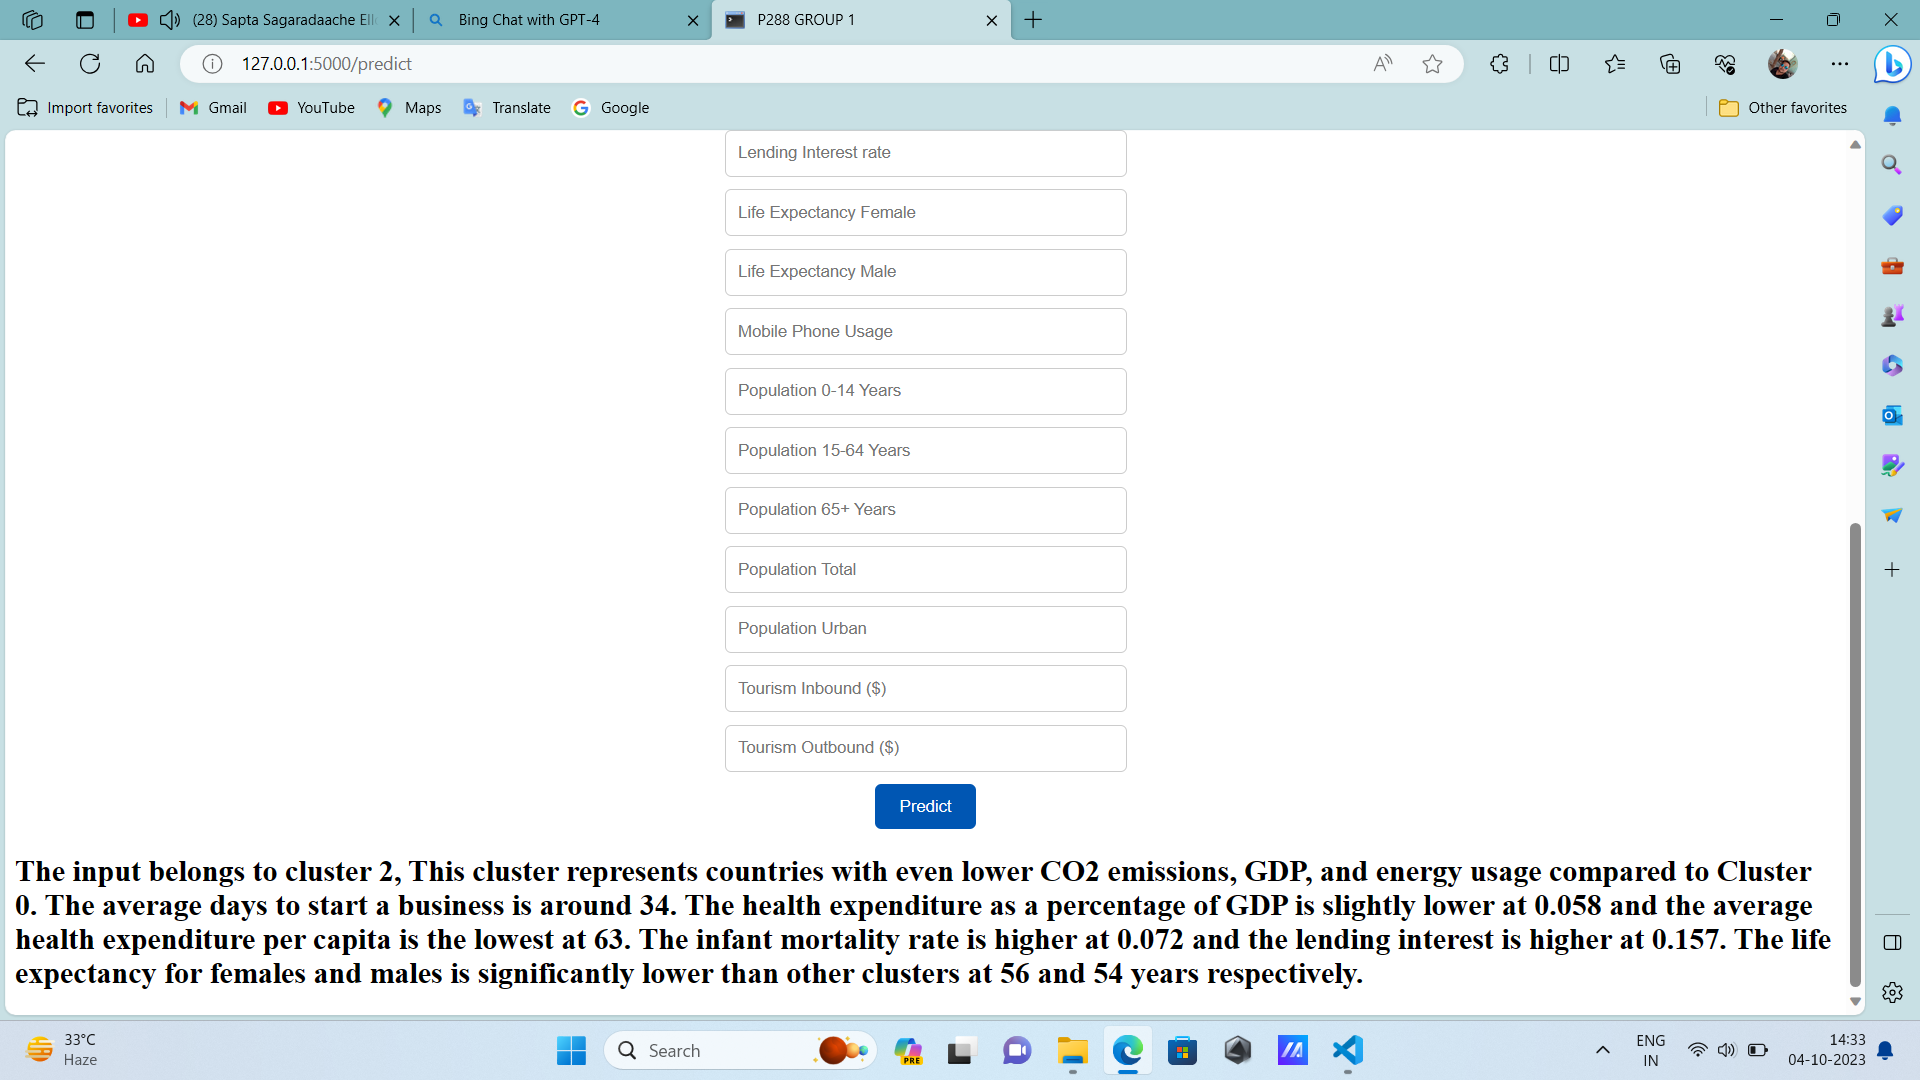 (28) Sapta Sagaradaache Ell
Bing Chat with GPT-4
P288 GROUP 1
127.0.0.1:5000/predict
Import favorites
Gmail
YouTube
Maps
Translate
Google
Other favorites
Lending Interest rate
Life Expectancy Female
Life Expectancy Male
Mobile Phone Usage
Population 0-14 Years
Population 15-64 Years
Population 65+ Years
Population Total
Population Urban
Tourism Inbound ($)
Tourism Outbound ($)
Predict
The input belongs to cluster 2, This cluster represents countries with even lower CO2 emissions, GDP, and energy usage compared to Cluster
0. The average days to start a business is around 34. The health expenditure as a percentage of GDP is slightly lower at 0.058 and the average
health expenditure per capita is the lowest at 63. The infant mortality rate is higher at 0.072 and the lending interest is higher at 0.157. The life
expectancy for females and males is significantly lower than other clusters at 56 and 54 years respectively.
33°C
Haze
Search
PRE
ENG
IN
14:33
04-10-2023